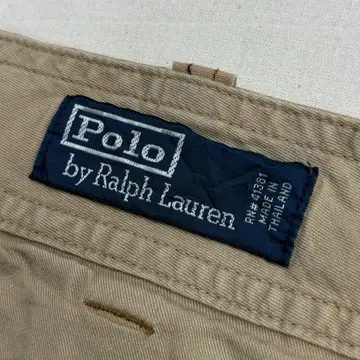 Polo
by Ralph Lauren
RN# 41381
MADE IN
THAILAND